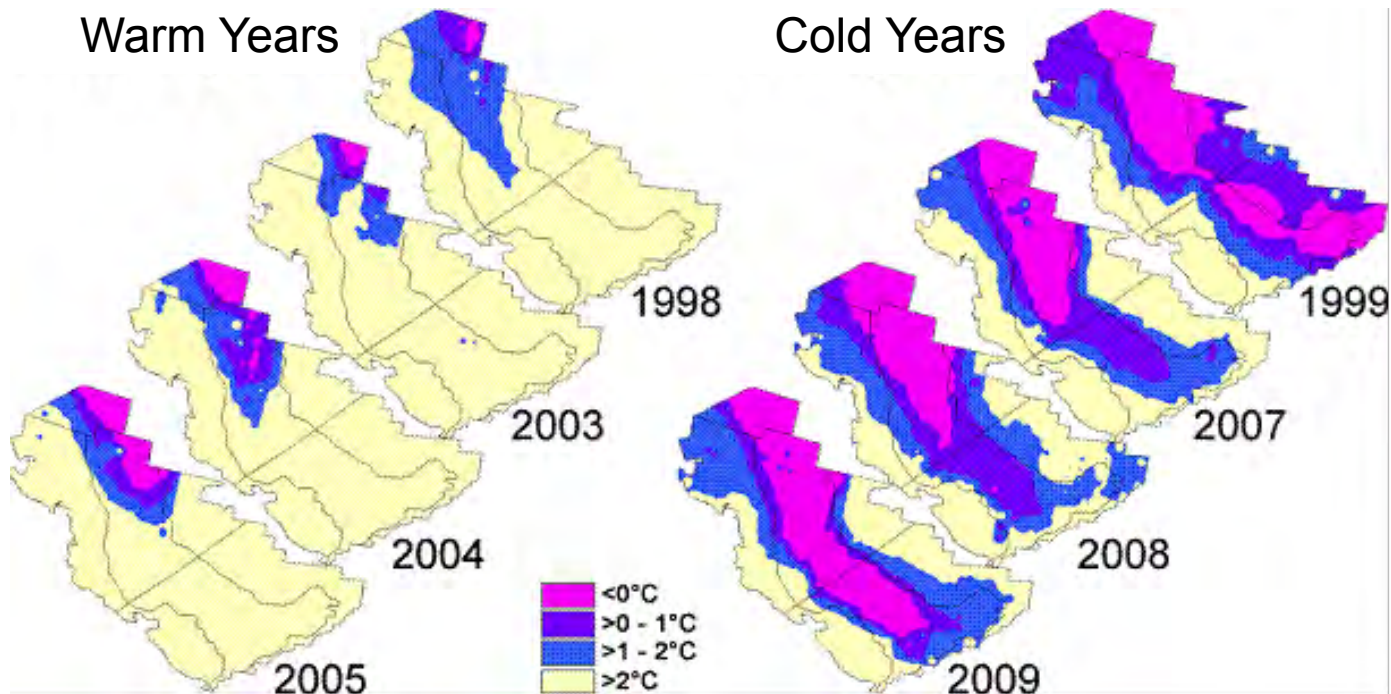 Warm Years
Cold Years
1998
1999
2003
2007
2004
2008
2005
2009
<0°C
>0 - 1°C
>1 - 2°C
>2°C